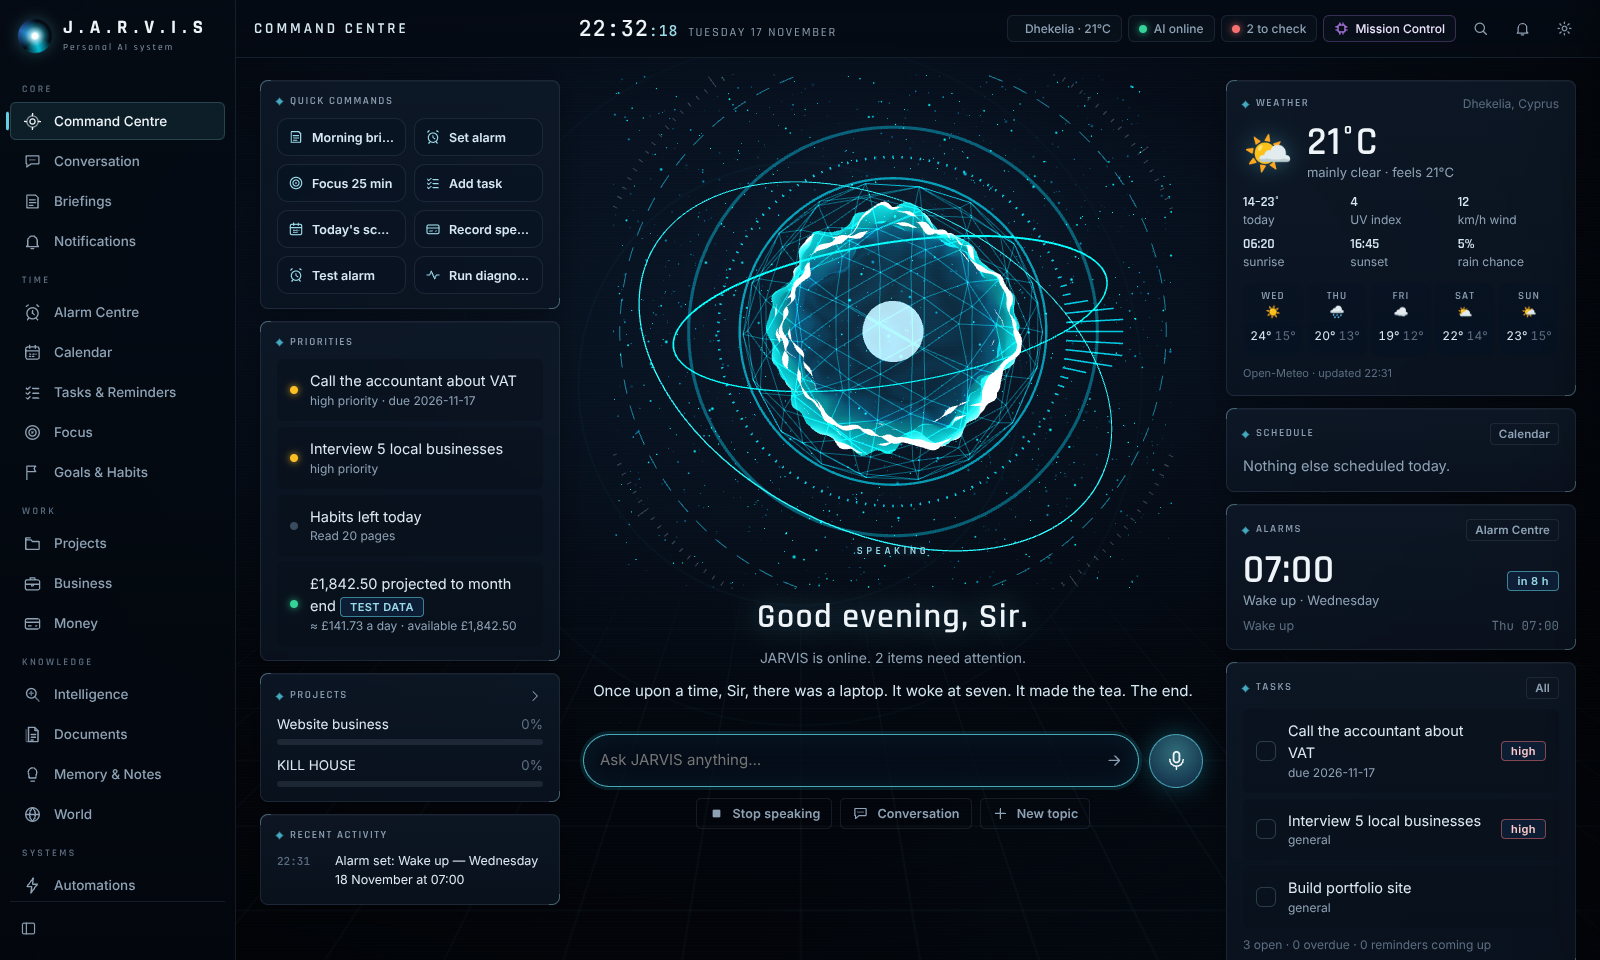 J.A.R.V.I.S
Personal AI system
CORE
Command Centre
Conversation
Briefings
Notifications
TIME
Alarm Centre
Calendar
Tasks & Reminders
Focus
Goals & Habits
WORK
Projects
Business
Money
KNOWLEDGE
Intelligence
Documents
Memory & Notes
World
SYSTEMS
Automations
COMMAND CENTRE
22:32:18 TUESDAY 17 NOVEMBER
Dhekelia · 21°C
AI online
2 to check
Mission Control
QUICK COMMANDS
Morning bri...
Set alarm
Focus 25 min
Add task
Today's sc...
Record spe...
Test alarm
Run diagno...
PRIORITIES
Call the accountant about VAT
high priority · due 2026-11-17
Interview 5 local businesses
high priority
Habits left today
Read 20 pages
£1,842.50 projected to month
end TEST DATA
≈ £141.73 a day · available £1,842.50
PROJECTS
Website business 0%
KILL HOUSE 0%
RECENT ACTIVITY
22:31 Alarm set: Wake up — Wednesday
18 November at 07:00
SPEAKING
Good evening, Sir.
JARVIS is online. 2 items need attention.
Once upon a time, Sir, there was a laptop. It woke at seven. It made the tea. The end.
Ask JARVIS anything...
Stop speaking
Conversation
New topic
WEATHER
Dhekelia, Cyprus
21°C
mainly clear · feels 21°C
14–23° 4 12
today UV index km/h wind
06:20 16:45 5%
sunrise sunset rain chance
WED THU FRI SAT SUN
24° 15° 20° 13° 19° 12° 22° 14° 23° 15°
Open-Meteo · updated 22:31
SCHEDULE
Calendar
Nothing else scheduled today.
ALARMS
Alarm Centre
07:00
in 8 h
Wake up · Wednesday
Wake up Thu 07:00
TASKS
All
Call the accountant about
VAT
due 2026-11-17
high
Interview 5 local businesses
general
high
Build portfolio site
general
3 open · 0 overdue · 0 reminders coming up